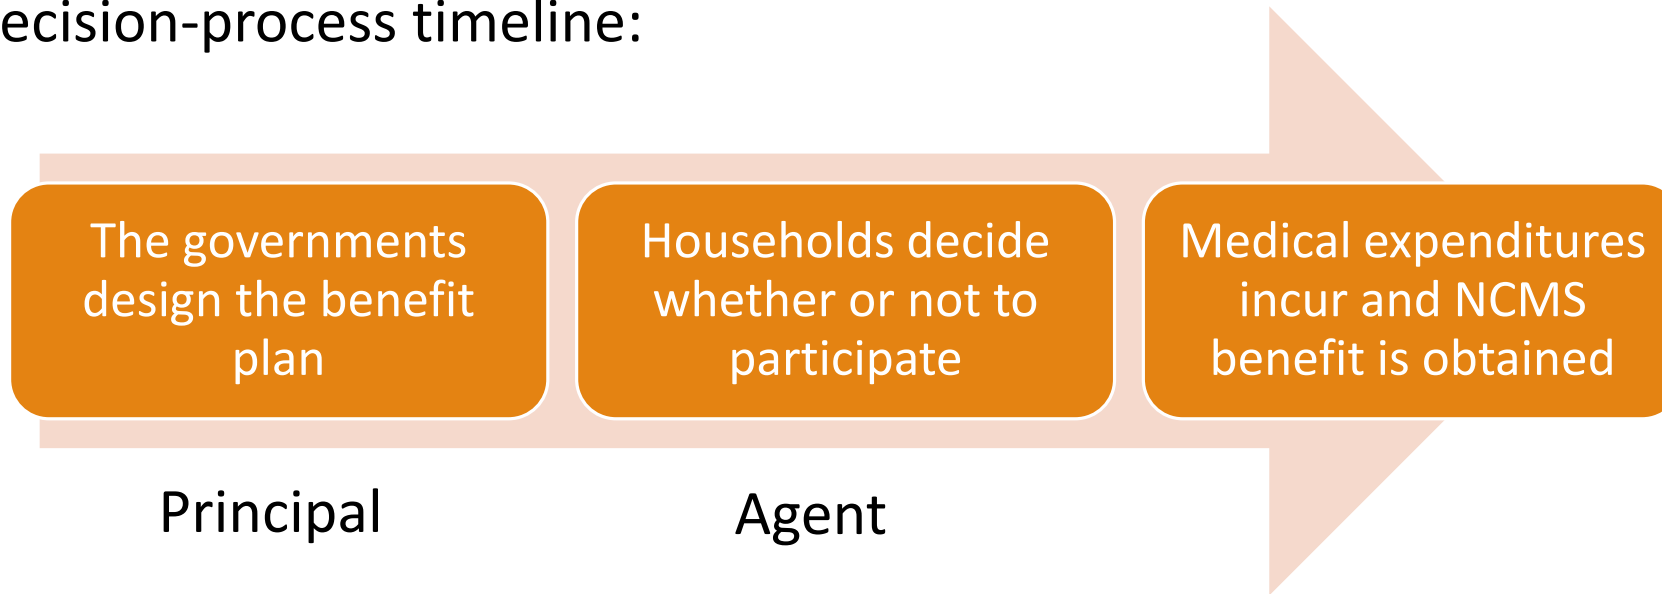 ecision-process timeline:
The governments
design the benefit
plan
Households decide
whether or not to
participate
Medical expenditures
incur and NCMS
benefit is obtained
Principal
Agent